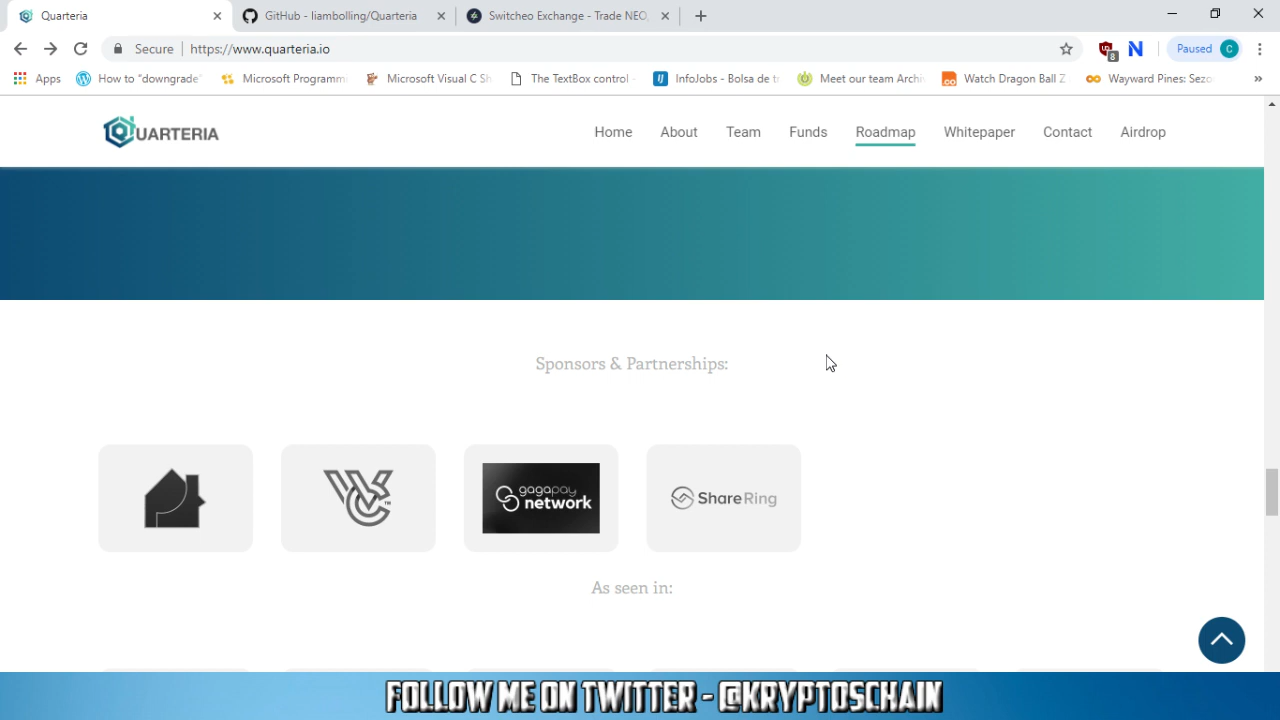 Quarteria
GitHub - liambolling/Quarteria
Switcheo Exchange - Trade NEO,
Secure
https://www.quarteria.io
8
Paused
C
Apps
How to "downgrade"
Microsoft Programmi
Microsoft Visual C Sh
The TextBox control -
InfoJobs - Bolsa de tr
Meet our team Archiv
Watch Dragon Ball Z
Wayward Pines: Sezo
QUARTERIA
Home
About
Team
Funds
Roadmap
Whitepaper
Contact
Airdrop
Sponsors & Partnerships:
gagapay
network
ShareRing
As seen in:
FOLLOW ME ON TWITTER - @KRYPTOSCHAIN